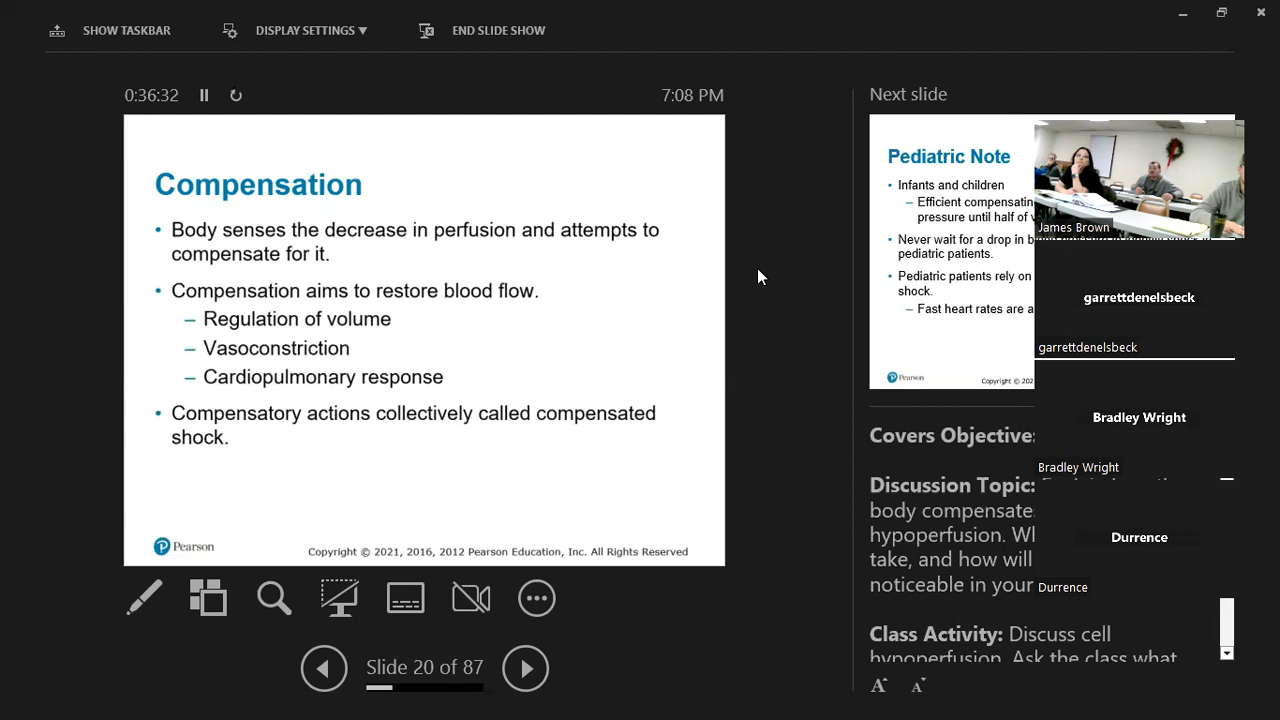 SHOW TASKBAR
DISPLAY SETTINGS ▼
END SLIDE SHOW
0:36:32
7:08 PM
Compensation
• Body senses the decrease in perfusion and attempts to
compensate for it.
• Compensation aims to restore blood flow.
– Regulation of volume
– Vasoconstriction
– Cardiopulmonary response
• Compensatory actions collectively called compensated
shock.
Pearson
Copyright © 2021, 2016, 2012 Pearson Education, Inc. All Rights Reserved
Slide 20 of 87
Next slide
Pediatric Note
• Infants and children
– Efficient compensatin
pressure until half of
• Never wait for a drop in
pediatric patients.
• Pediatric patients rely on
shock.
– Fast heart rates are a
Pearson
Copyright © 202
James Brown
garrettdenelsbeck
garrettdenelsbeck
Bradley Wright
Bradley Wright
Durrence
Durrence
Covers Objective
Discussion Topic:
body compensate
hypoperfusion. Wh
take, and how will
noticeable in your
Class Activity: Discuss cell
hypoperfusion. Ask the class what
A A